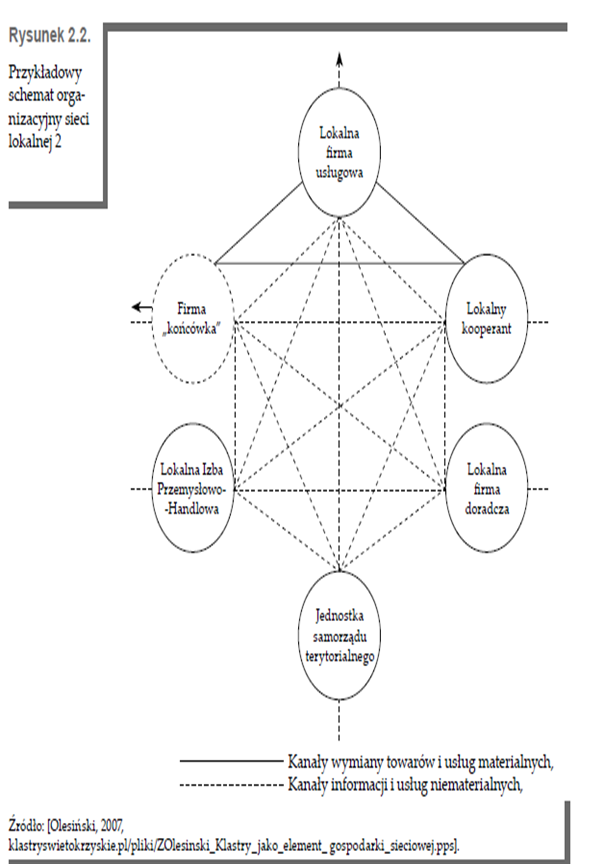 Rysunek 2.2.
Przykładowy
schemat orga-
nizacyjny sieci
lokalnej 2
Lokalna
firma
usługowa
Firma
„końcówka”
Lokalny
kooperant
Lokalna Izba
Przemysłowo-
-Handlowa
Lokalna
firma
doradcza
Jednostka
samorządu
terytorialnego
Kanały wymiany towarów i usług materialnych,
Kanały informacji i usług niematerialnych,
Źródło: [Olesiński, 2007,
klastryswietokrzyskie.pl/pliki/ZOlesinski_Klastry_jako_element_ gospodarki_sieciowej.pps].